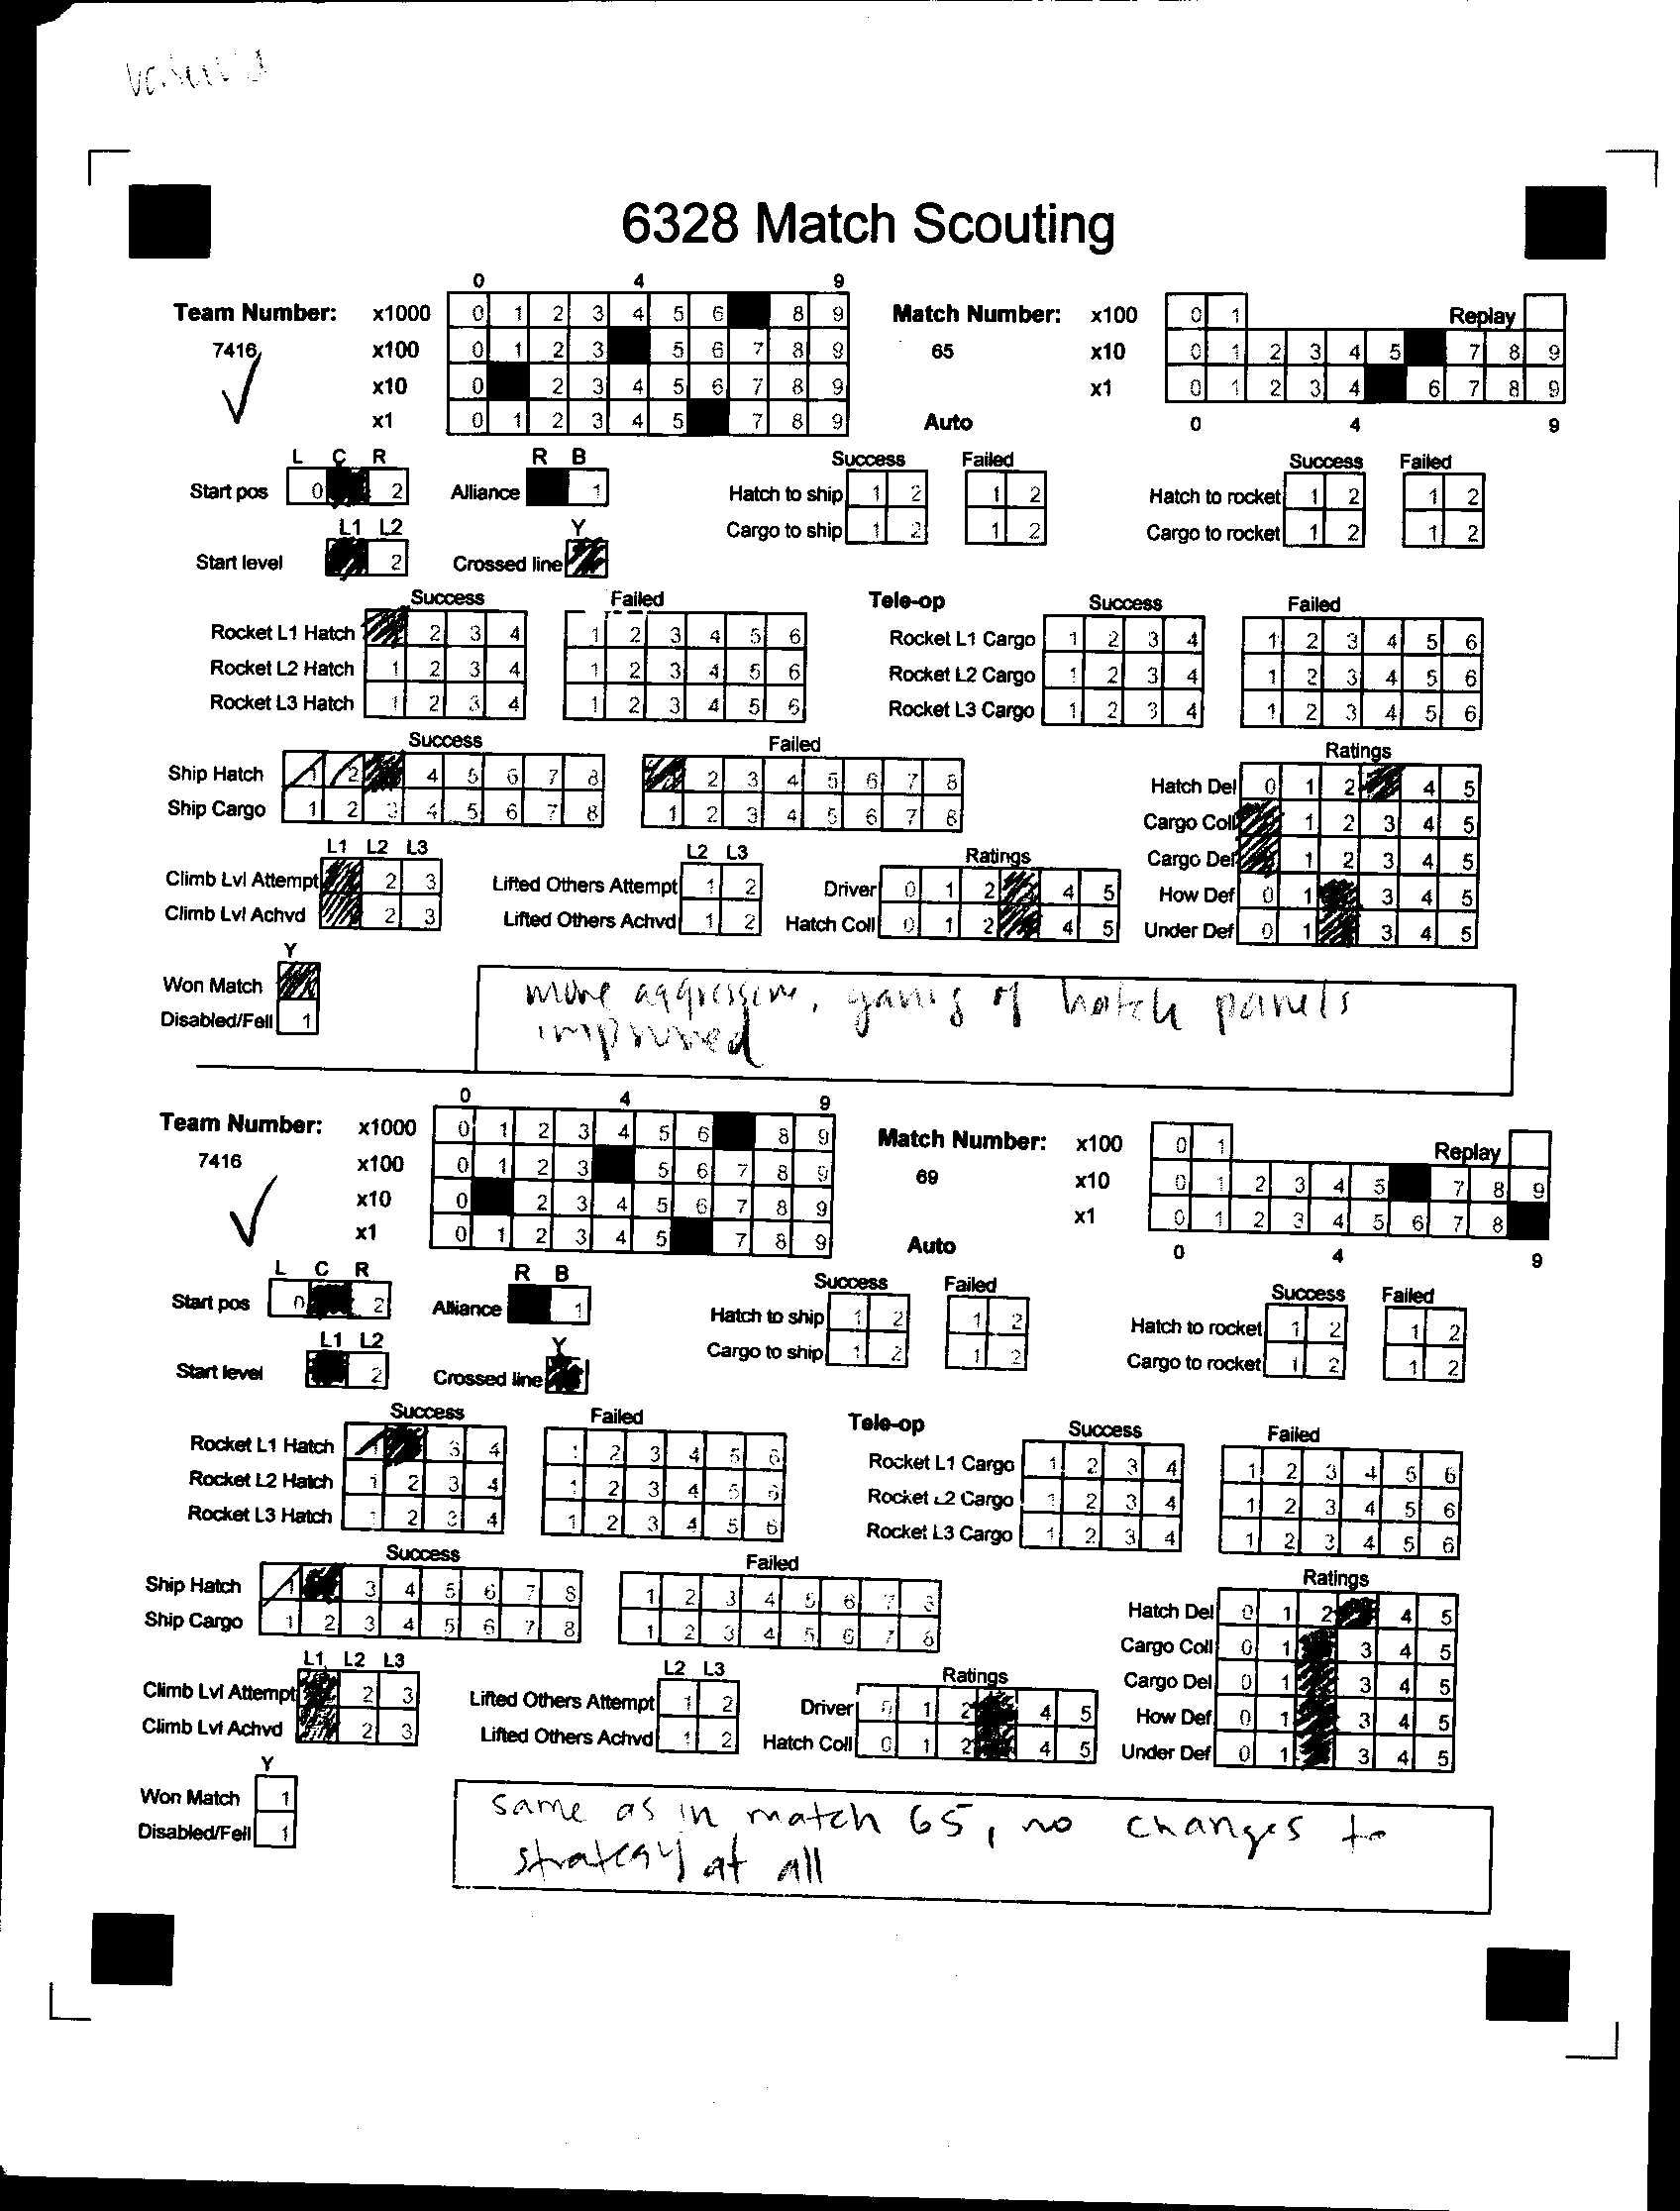 6328 Match Scouting
0 4 9
Team Number: x1000 0 1 2 3 4 5 6 8 9 Match Number: x100 0 1 Replay
7416 x100 0 1 2 3 5 6 7 8 9 65 x10 0 1 2 3 4 5 7 8 9
x10 0 2 3 4 5 6 7 8 9 x1 0 1 2 3 4 6 7 8 9
x1 0 1 2 3 4 5 7 8 9 Auto 0 4 9
L C R R B Success Failed Success Failed
Start pos 0 2 Alliance 1 Hatch to ship 1 2 1 2 Hatch to rocket 1 2 1 2
L1 L2 Y Cargo to ship 1 2 1 2 Cargo to rocket 1 2 1 2
Start level 2 Crossed line
Success Failed Tele-op Success Failed
Rocket L1 Hatch 2 3 4 1 2 3 4 5 6 Rocket L1 Cargo 1 2 3 4 1 2 3 4 5 6
Rocket L2 Hatch 1 2 3 4 1 2 3 4 5 6 Rocket L2 Cargo 1 2 3 4 1 2 3 4 5 6
Rocket L3 Hatch 1 2 3 4 1 2 3 4 5 6 Rocket L3 Cargo 1 2 3 4 1 2 3 4 5 6
Success Failed Ratings
Ship Hatch 1 2 4 5 6 7 8 2 3 4 5 6 7 8 Hatch Del 0 1 2 4 5
Ship Cargo 1 2 3 4 5 6 7 8 1 2 3 4 5 6 7 8 Cargo Coll 1 2 3 4 5
L1 L2 L3 L2 L3 Ratings Cargo Del 1 2 3 4 5
Climb Lvl Attempt 2 3 Lifted Others Attempt 1 2 Driver 0 1 2 4 5 How Def 0 1 3 4 5
Climb Lvl Achvd 2 3 Lifted Others Achvd 1 2 Hatch Coll 0 1 2 4 5 Under Def 0 1 3 4 5
Y
Won Match more aggressive, of hatch panels
Disabled/Fell 1 improved
0 4 9
Team Number: x1000 0 1 2 3 4 5 6 8 9 Match Number: x100 0 1 Replay
7416 x100 0 1 2 3 5 6 7 8 9 69 x10 0 1 2 3 4 5 7 8 9
x10 0 2 3 4 5 6 7 8 9 x1 0 1 2 3 4 5 6 7 8
x1 0 1 2 3 4 5 7 8 9 Auto 0 4 9
L C R R B Success Failed Success Failed
Start pos 0 2 Alliance 1 Hatch to ship 1 2 1 2 Hatch to rocket 1 2 1 2
L1 L2 Y Cargo to ship 1 2 1 2 Cargo to rocket 1 2 1 2
Start level 2 Crossed line
Success Failed Tele-op Success Failed
Rocket L1 Hatch 1 3 4 1 2 3 4 5 6 Rocket L1 Cargo 1 2 3 4 1 2 3 4 5 6
Rocket L2 Hatch 1 2 3 4 1 2 3 4 5 6 Rocket L2 Cargo 1 2 3 4 1 2 3 4 5 6
Rocket L3 Hatch 1 2 3 4 1 2 3 4 5 6 Rocket L3 Cargo 1 2 3 4 1 2 3 4 5 6
Success Failed Ratings
Ship Hatch 1 3 4 5 6 7 8 1 2 3 4 5 6 7 8 Hatch Del 0 1 2 4 5
Ship Cargo 1 2 3 4 5 6 7 8 1 2 3 4 5 6 7 8 Cargo Coll 0 1 3 4 5
L1 L2 L3 L2 L3 Ratings Cargo Del 0 1 3 4 5
Climb Lvl Attempt 2 3 Lifted Others Attempt 1 2 Driver 0 1 2 4 5 How Def 0 1 3 4 5
Climb Lvl Achvd 2 3 Lifted Others Achvd 1 2 Hatch Coll 0 1 2 4 5 Under Def 0 1 3 4 5
Y
Won Match 1 same as in match 65, no changes to
Disabled/Fell 1 strategy at all